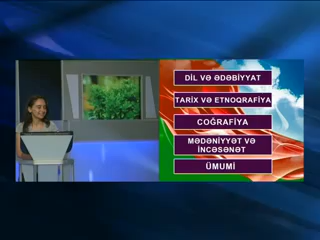 DİL VƏ ƏDƏBİYYAT
TARİX VƏ ETNOQRAFİYA
COĞRAFİYA
MƏDƏNİYYƏT VƏ
İNCƏSƏNƏT
ÜMUMİ